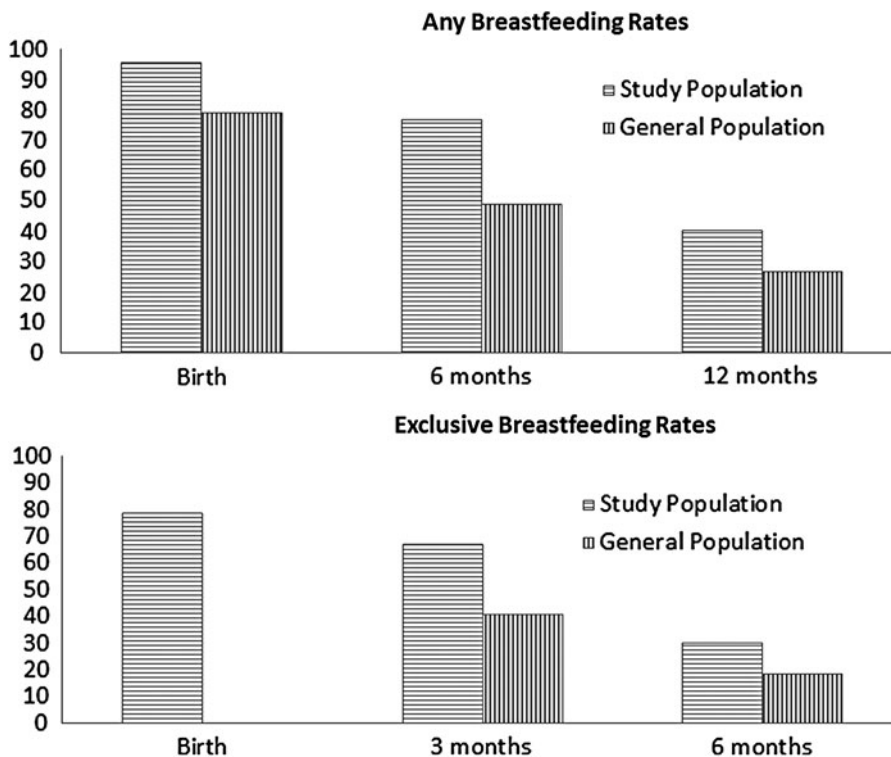 Any Breastfeeding Rates
100
90
80
70
60
50
40
30
20
10
0
Study Population
General Population
Birth 6 months 12 months
Exclusive Breastfeeding Rates
100
90
80
70
60
50
40
30
20
10
0
Study Population
General Population
Birth 3 months 6 months